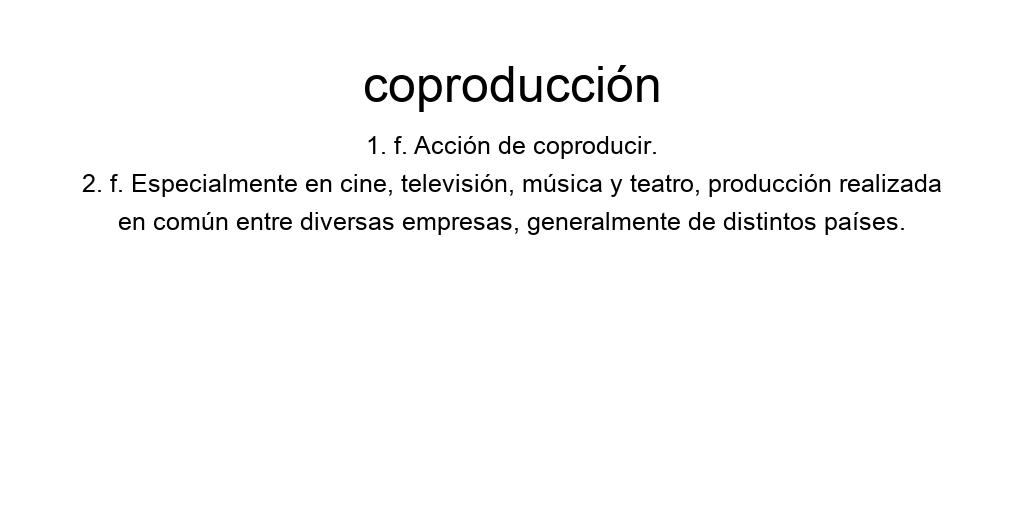 coproducción
1. f. Acción de coproducir.
2. f. Especialmente en cine, televisión, música y teatro, producción realizada
en común entre diversas empresas, generalmente de distintos países.